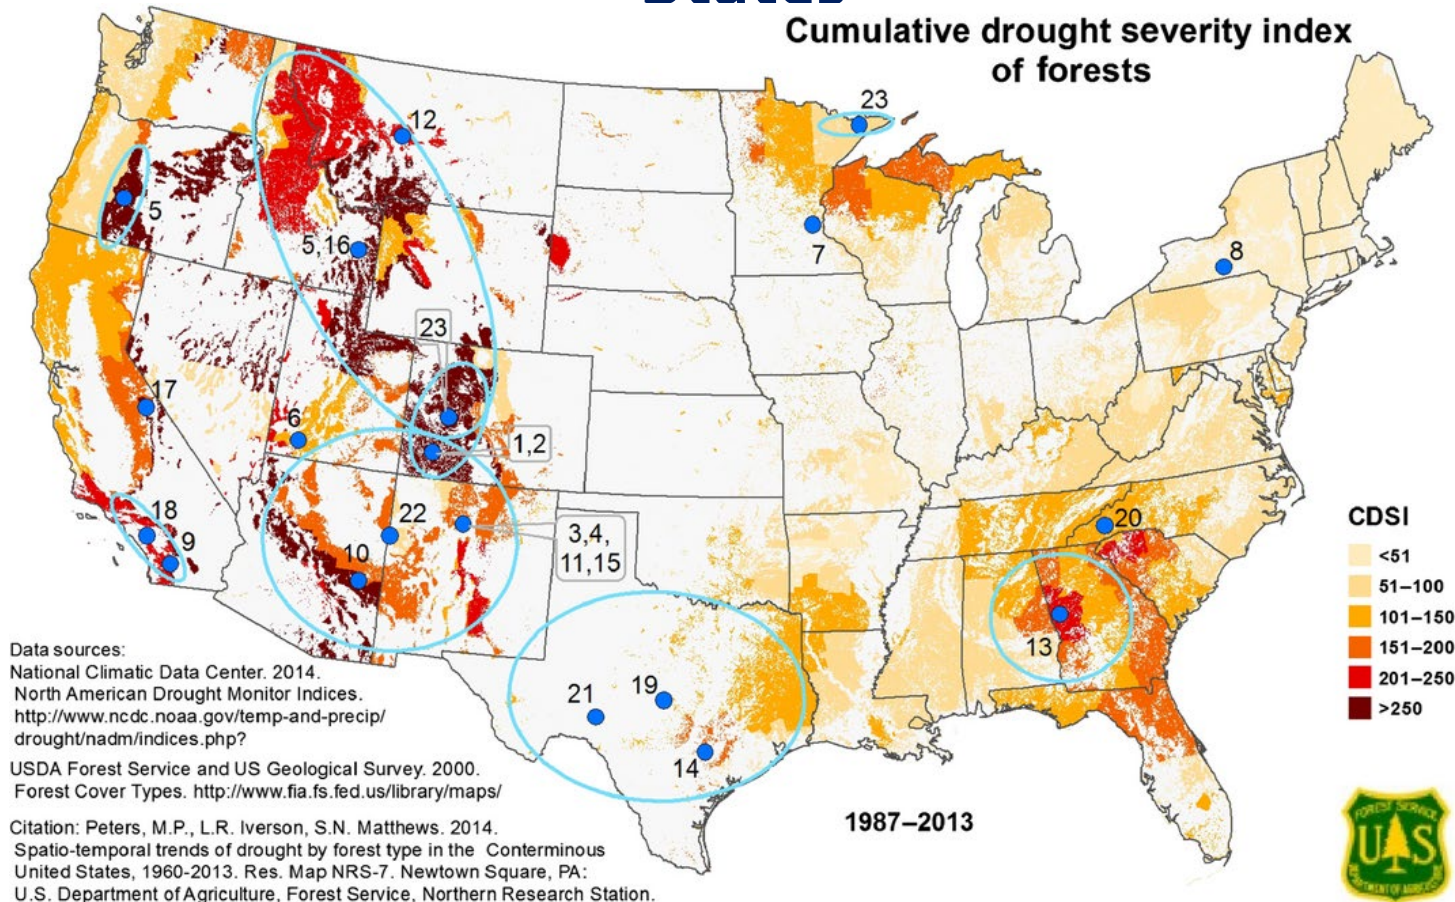 Cumulative drought severity index
of forests
23
12
5
5,16
7
8
23
17
6
1,2
18
9
22
10
3,4,
11,15
20
13
21
19
14
CDSI
<51
51–100
101–150
151–200
201–250
>250
Data sources:
National Climatic Data Center. 2014.
North American Drought Monitor Indices.
http://www.ncdc.noaa.gov/temp-and-precip/
drought/nadm/indices.php?
USDA Forest Service and US Geological Survey. 2000.
Forest Cover Types. http://www.fia.fs.fed.us/library/maps/
Citation: Peters, M.P., L.R. Iverson, S.N. Matthews. 2014.
Spatio-temporal trends of drought by forest type in the Conterminous
United States, 1960-2013. Res. Map NRS-7. Newtown Square, PA:
U.S. Department of Agriculture, Forest Service, Northern Research Station.
1987–2013
FOREST SERVICE
U S
DEPARTMENT OF AGRICULTURE